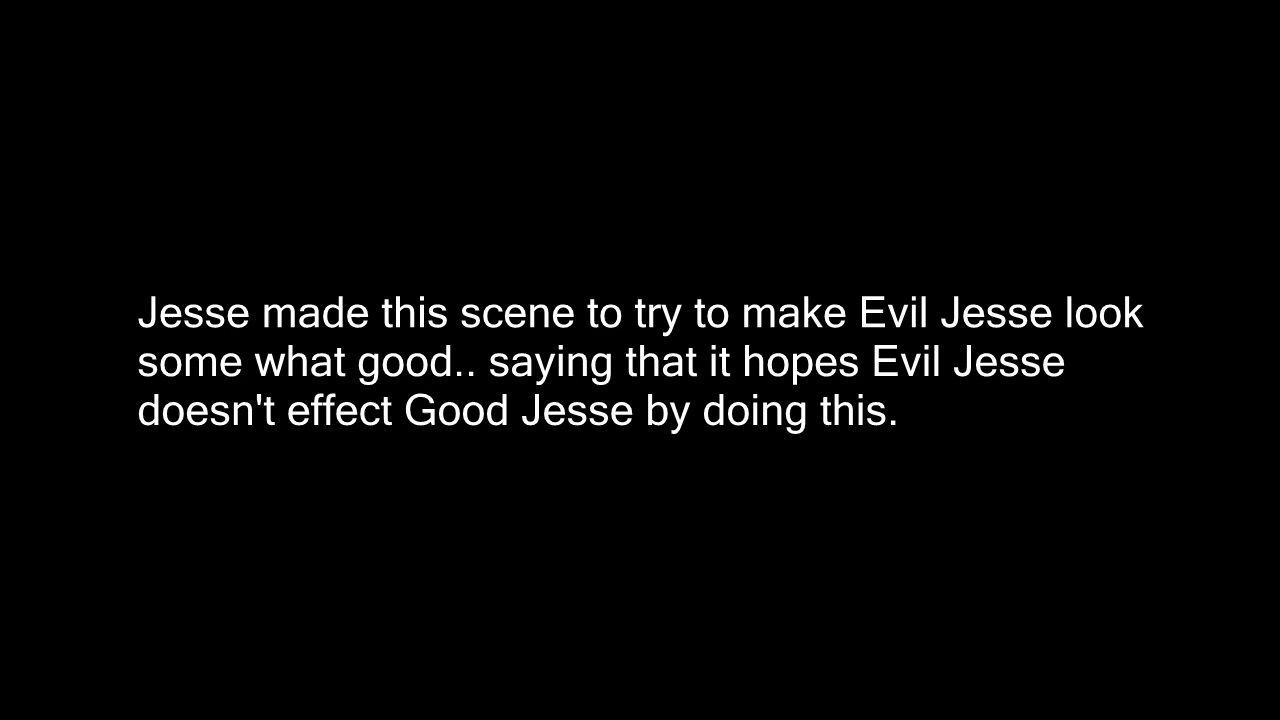 Jesse made this scene to try to make Evil Jesse look
some what good.. saying that it hopes Evil Jesse
doesn't effect Good Jesse by doing this.